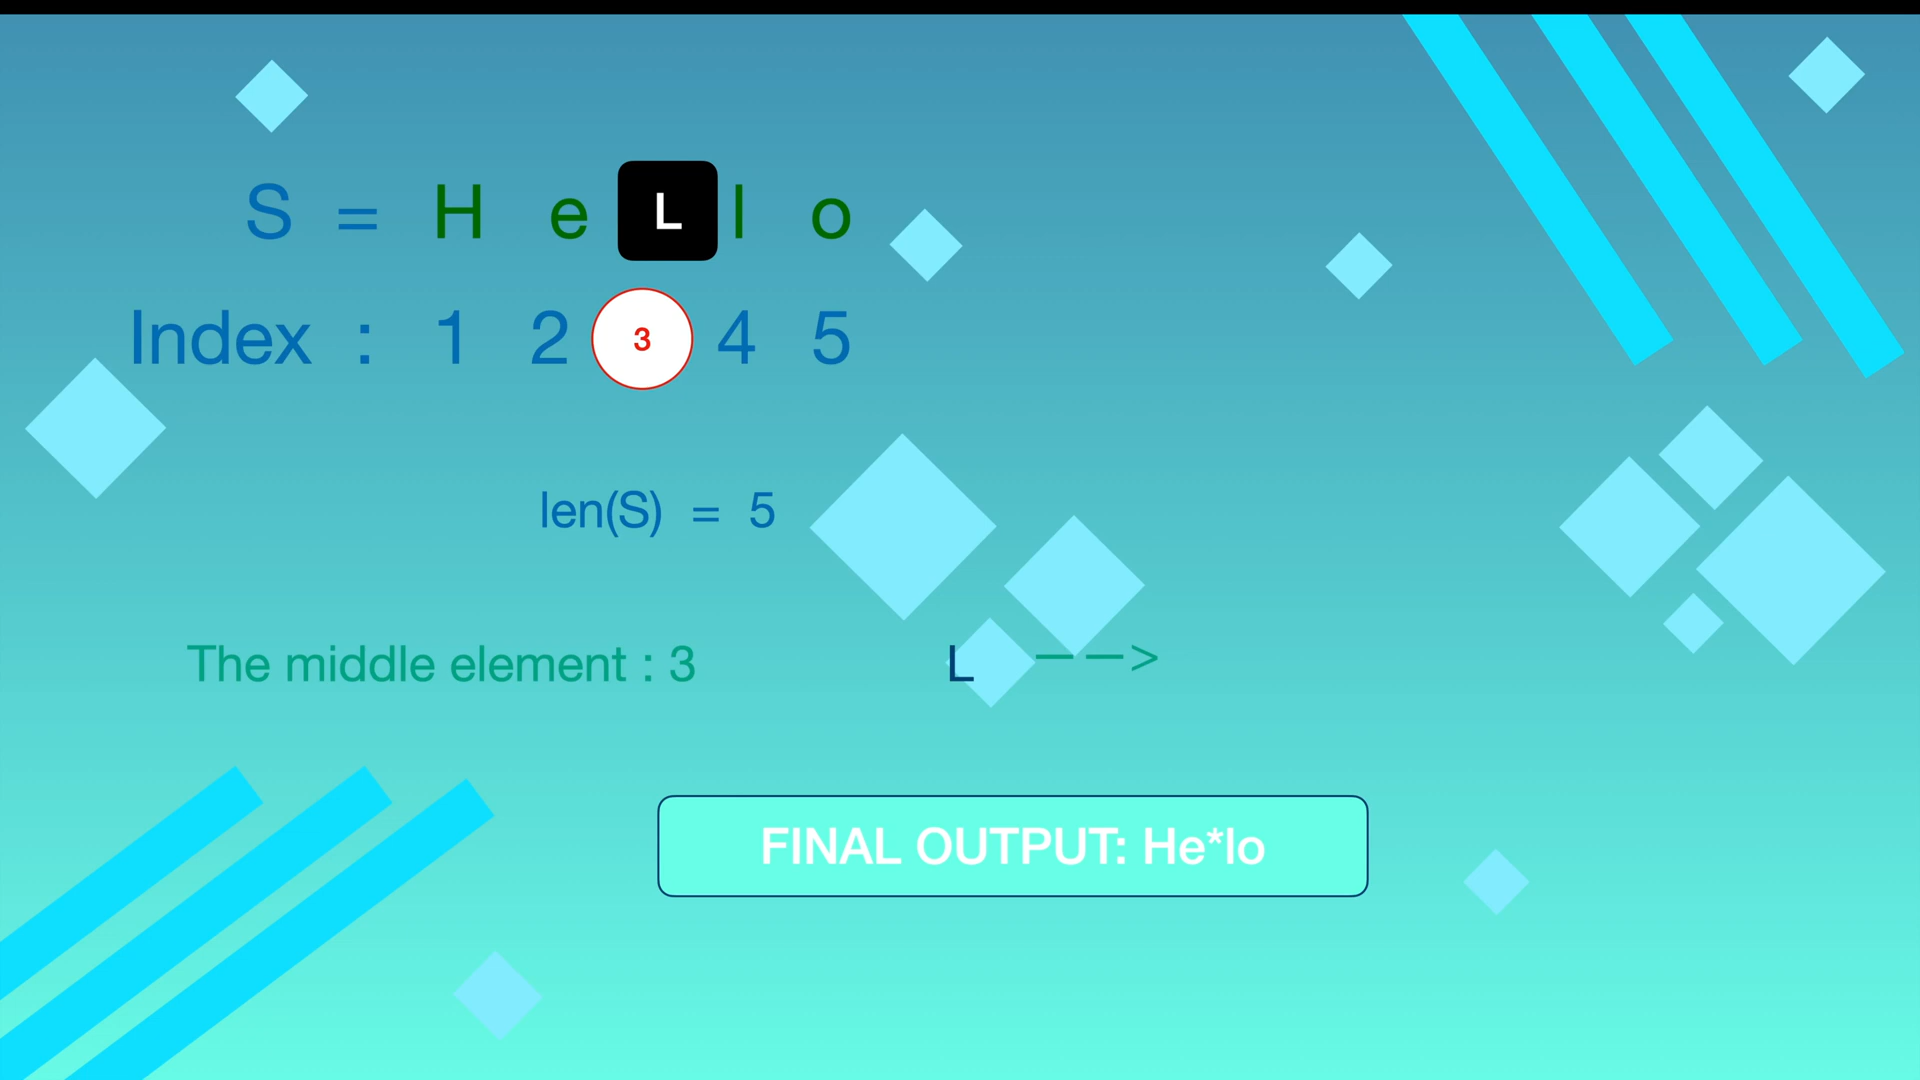 S = H e L l o
Index : 1 2 3 4 5
len(S) = 5
The middle element : 3 L — —>
FINAL OUTPUT: He*lo